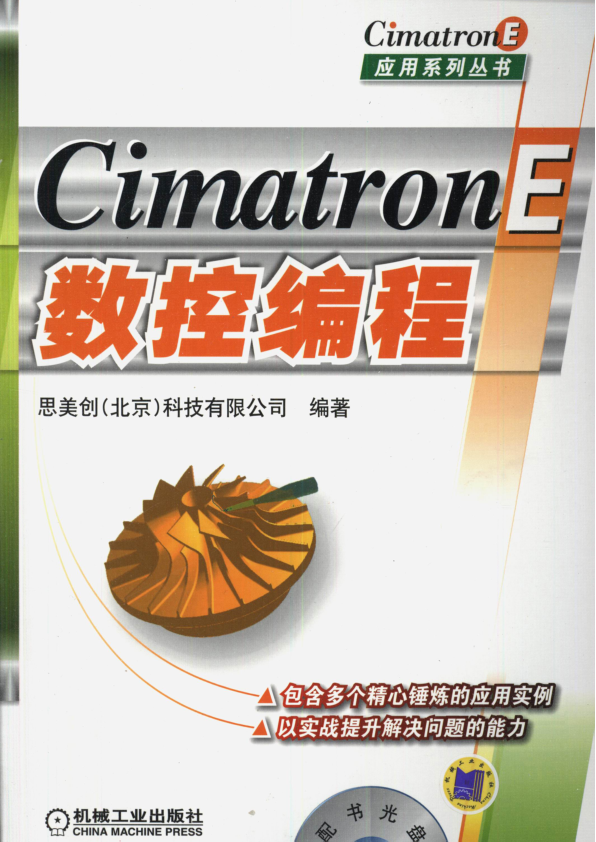 CimatronE
应用系列丛书
CimatronE
数控编程
思美创(北京)科技有限公司 编著
包含多个精心锤炼的应用实例
以实战提升解决问题的能力
机械工业出版社
CHINA MACHINE PRESS
配书光盘